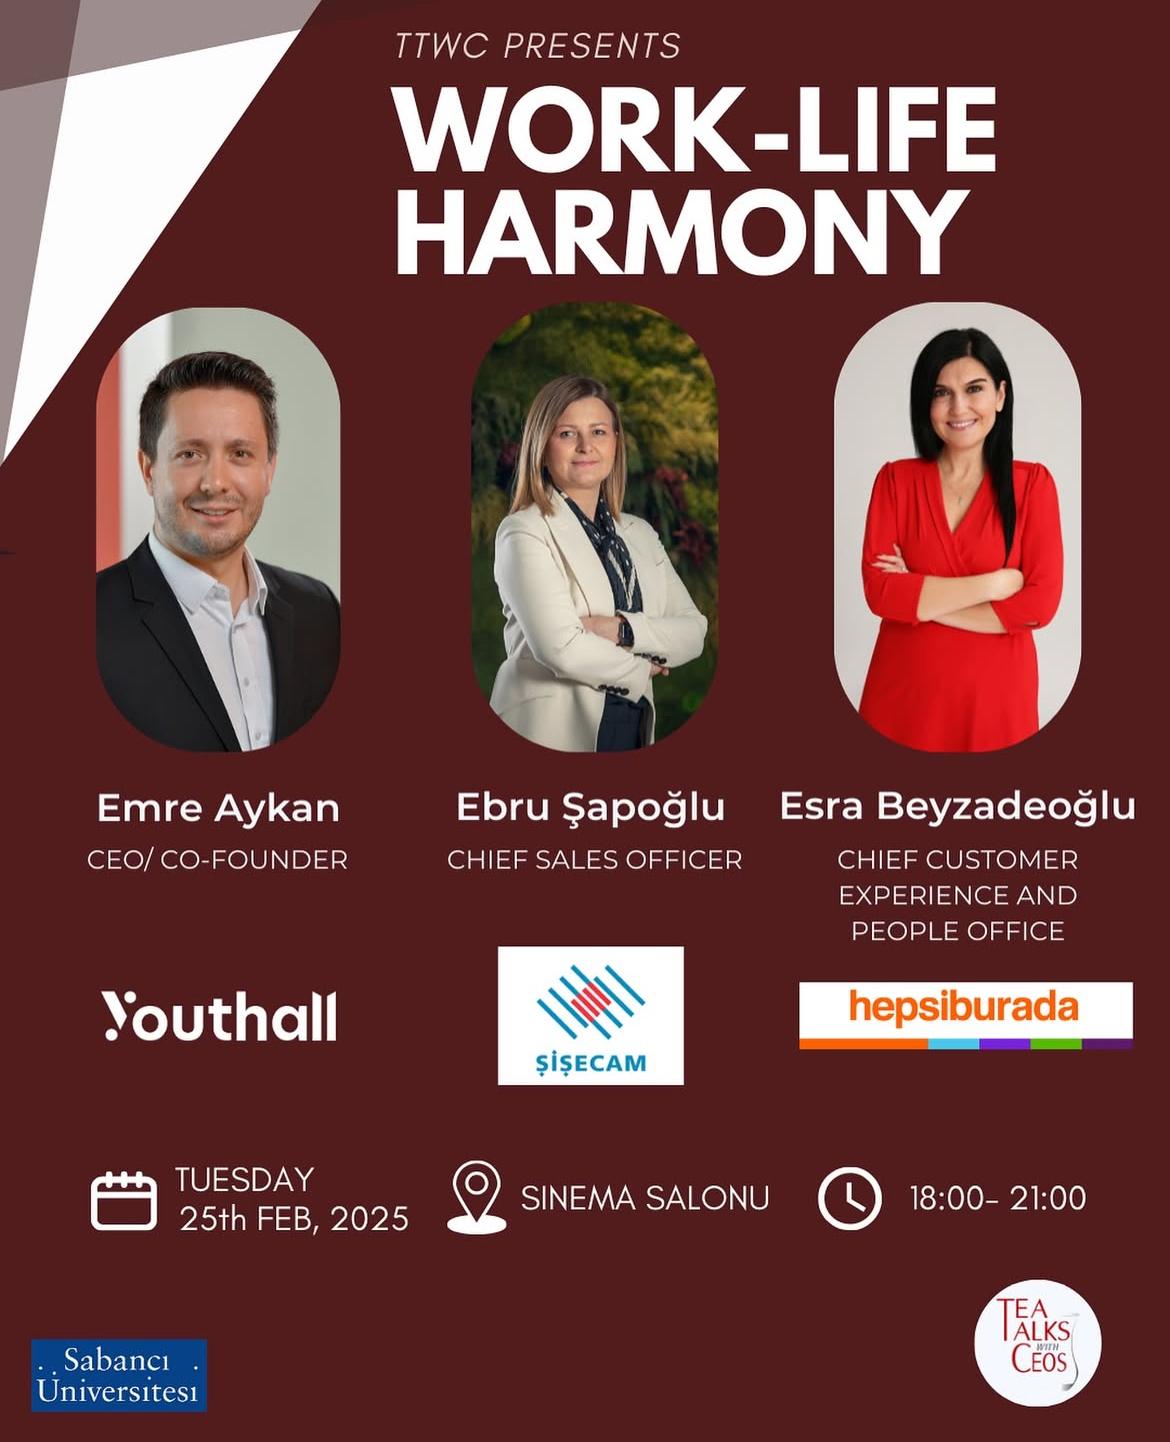 TTWC PRESENTS
WORK-LIFE
HARMONY
Emre Aykan
CEO/ CO-FOUNDER
Youthall
Ebru Şapoğlu
CHIEF SALES OFFICER
ŞİŞECAM
Esra Beyzadeoğlu
CHIEF CUSTOMER
EXPERIENCE AND
PEOPLE OFFICE
hepsiburada
TUESDAY
25th FEB, 2025
SINEMA SALONU
18:00- 21:00
Sabancı
Üniversitesi
TEA
TALKS
WITH
CEOS